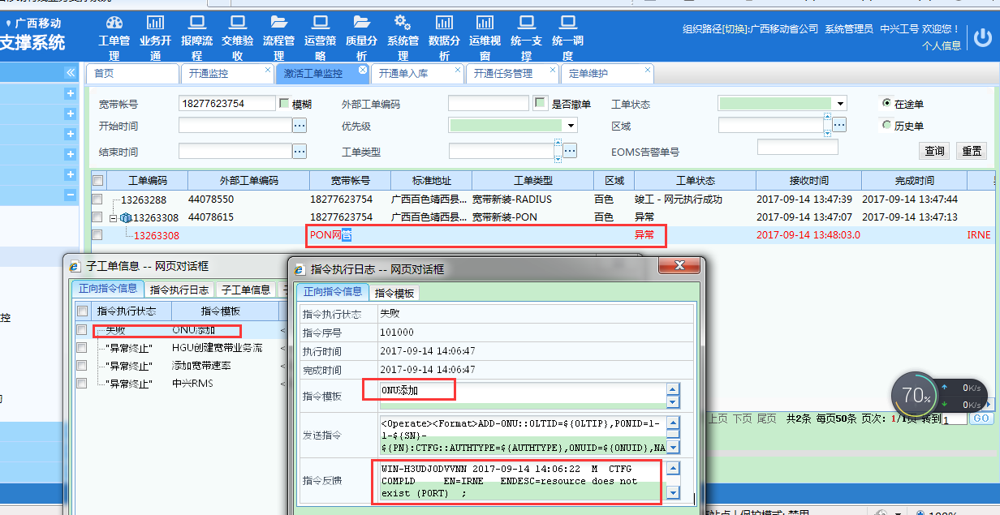 广西移动
支撑系统
工单管理 业务开通 报障流程 交维验收 流程管理 运营策略 质量分析 系统管理 数据分析 运维视窗 统一支撑 统一调度
组织路径[切换]:广西移动省公司 系统管理员 中兴工号 欢迎您！
个人信息
首页 开通监控 激活工单监控 开通单入库 开通任务管理 定单维护
宽带帐号 18277623754 模糊 外部工单编码 是否撤单 工单状态 在途单
开始时间 优先级 区域 历史单
结束时间 工单类型 EOMS告警单号 查询 重置
工单编码 外部工单编码 宽带帐号 标准地址 工单类型 区域 工单状态 接收时间 完成时间
13263288 44078550 18277623754 广西百色靖西县... 宽带新装-RADIUS 百色 竣工 - 网元执行成功 2017-09-14 13:47:39 2017-09-14 13:47:44
13263308 44078615 18277623754 广西百色靖西县... 宽带新装-PON 百色 异常 2017-09-14 13:47:07 2017-09-14 13:47:13
13263308 PON网管 异常 2017-09-14 13:48:03.0 IRNE
子工单信息 -- 网页对话框
正向指令信息 指令执行日志 子工单信息
指令执行状态 指令模板
失败 ONU添加 <
"异常终止" HGU创建宽带业务流 <
"异常终止" 添加宽带速率 <
"异常终止" 中兴RMS <
指令执行日志 -- 网页对话框
正向指令信息 指令模板
指令执行状态 失败
指令序号 101000
执行时间 2017-09-14 14:06:47
完成时间 2017-09-14 14:06:47
指令模板 ONU添加
发送指令
<Operate><Format>ADD-ONU::OLTID=${OLTIP},PONID=1-
1-${SN}-
${PN}:CTFG::AUTHTYPE=${AUTHTYPE},ONUID=${ONUID},NA
指令反馈
WIN-H3UDJODVVNN 2017-09-14 14:06:22 M CTFG
COMPLD EN=IRNE ENDESC=resource does not
exist (PORT) ;
控
70%
0K/s
0K/s
上页 下页 尾页 共2条 每页50条 页次: 1/1页 转到 1 GO
保护模式: 禁用
100%